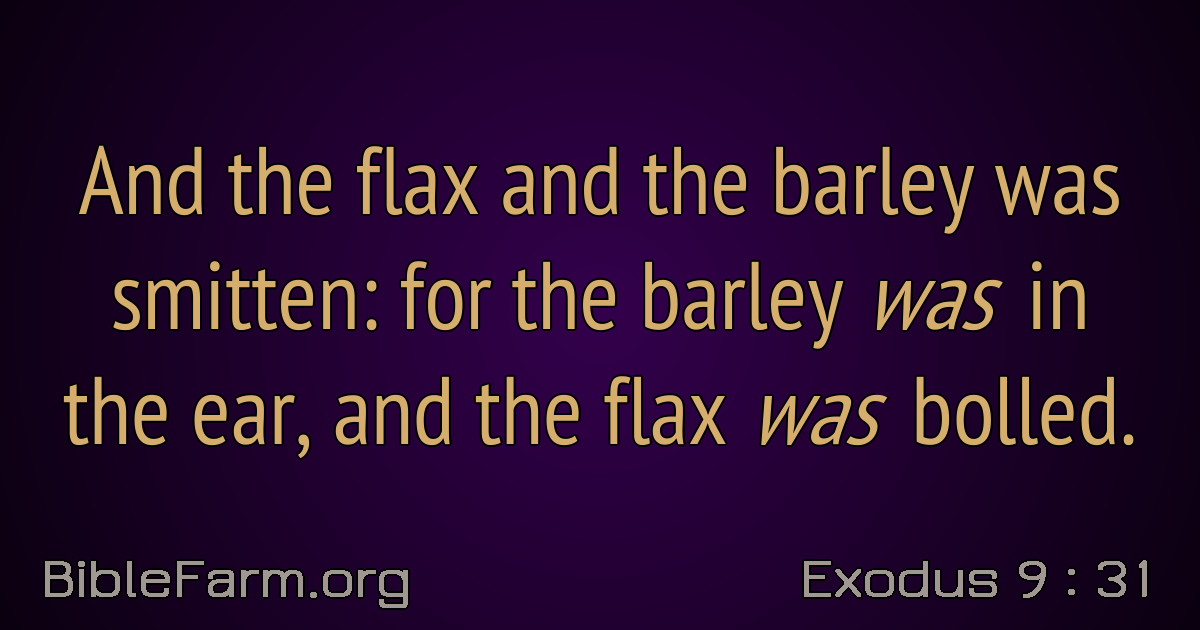 And the flax and the barley was
smitten: for the barley was in
the ear, and the flax was bolled.
BibleFarm.org
Exodus 9 : 31